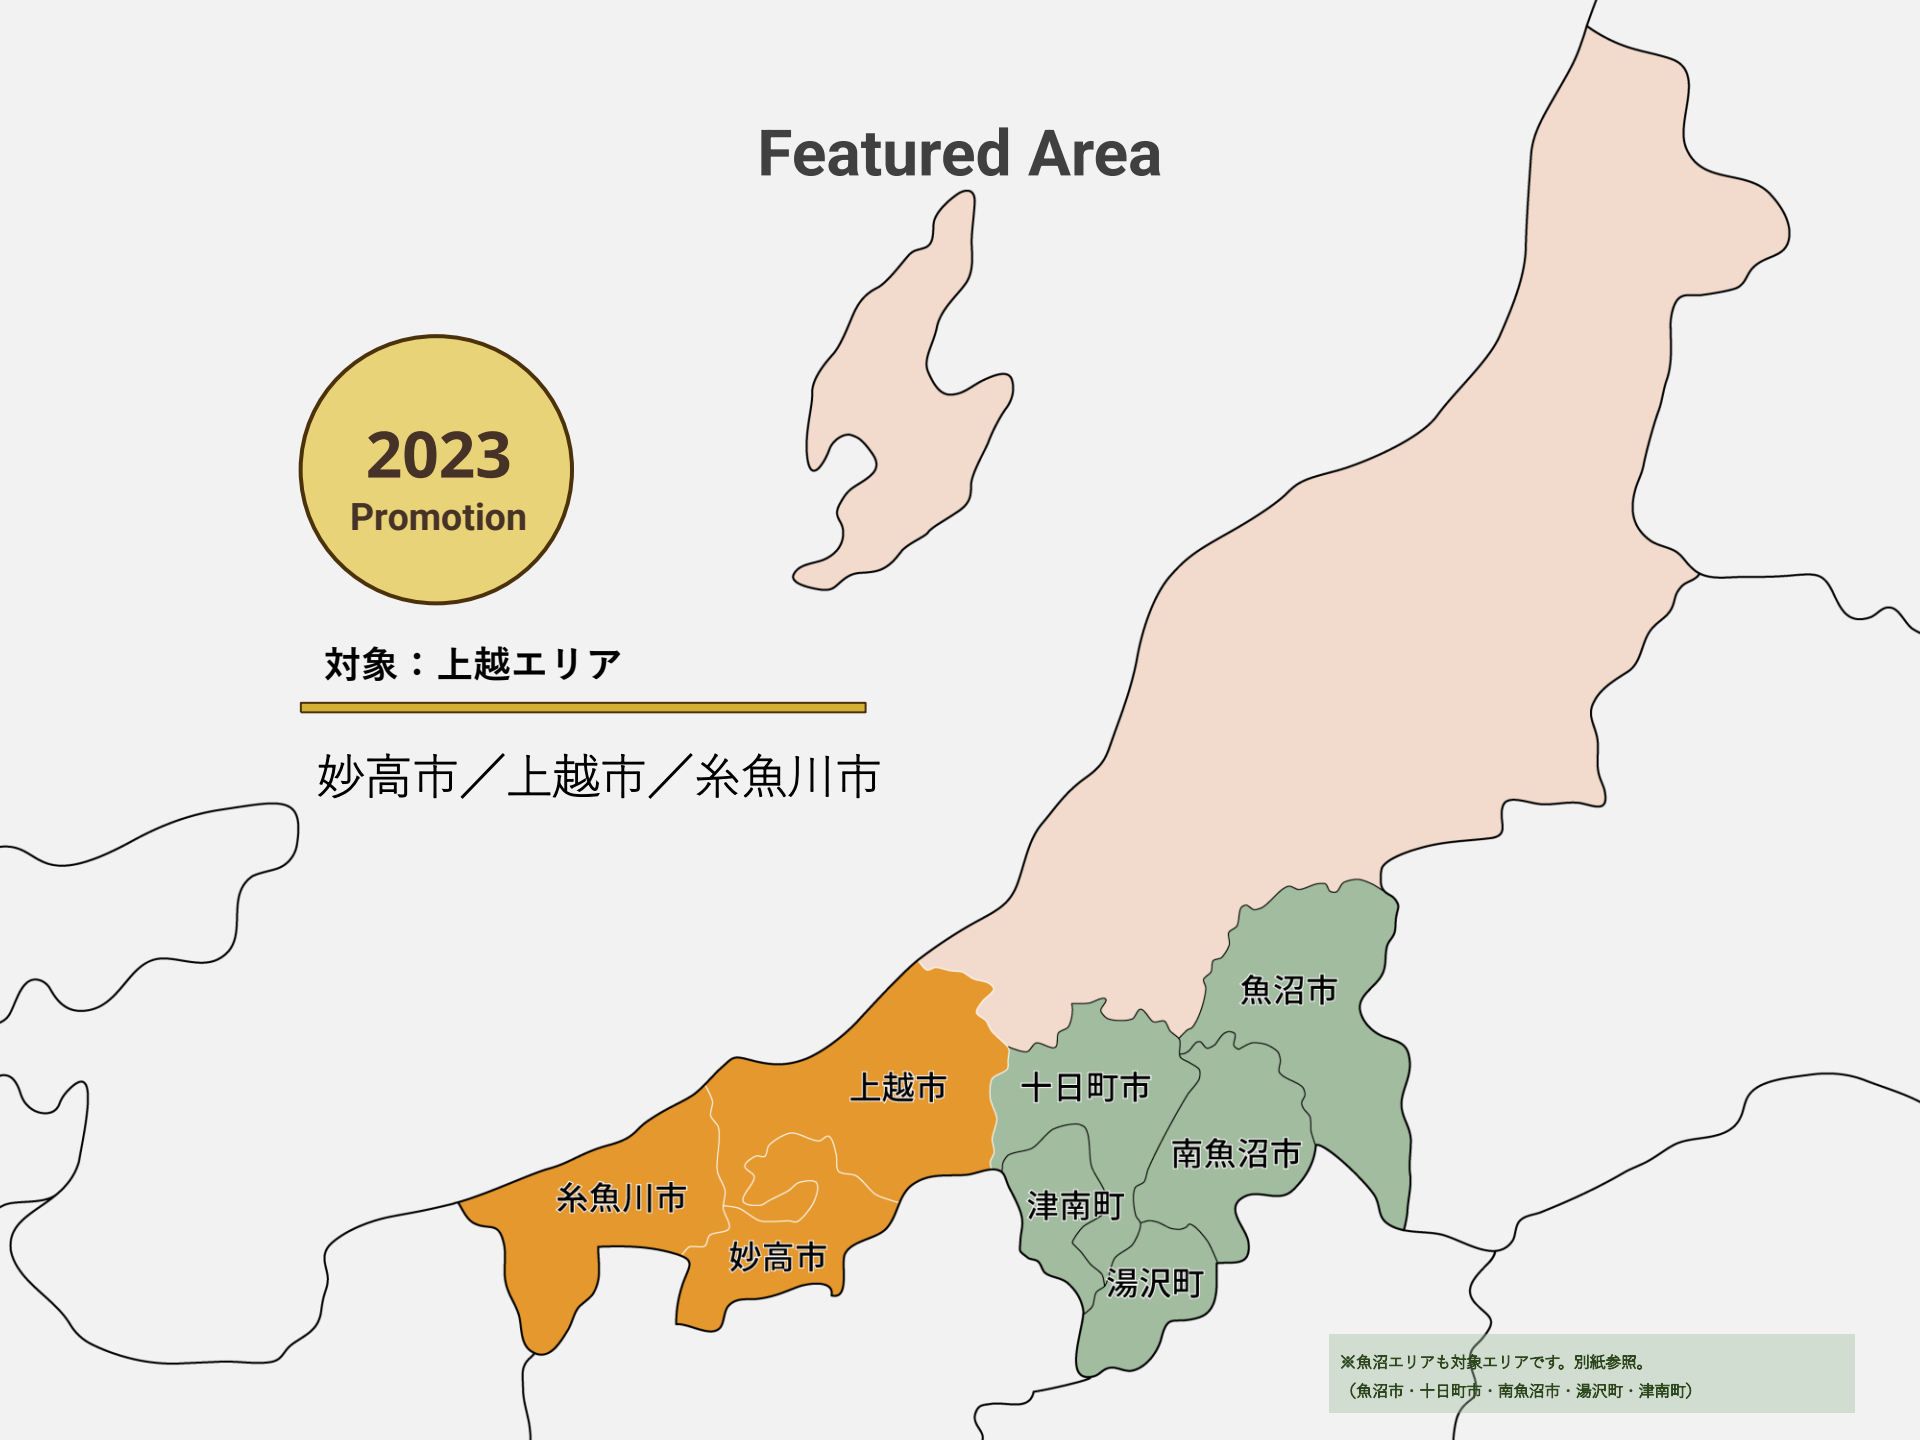 Featured Area
2023
Promotion
対象：上越エリア
妙高市／上越市／糸魚川市
魚沼市
上越市
十日町市
南魚沼市
糸魚川市
津南町
妙高市
湯沢町
※魚沼エリアも対象エリアです。別紙参照。
（魚沼市・十日町市・南魚沼市・湯沢町・津南町）